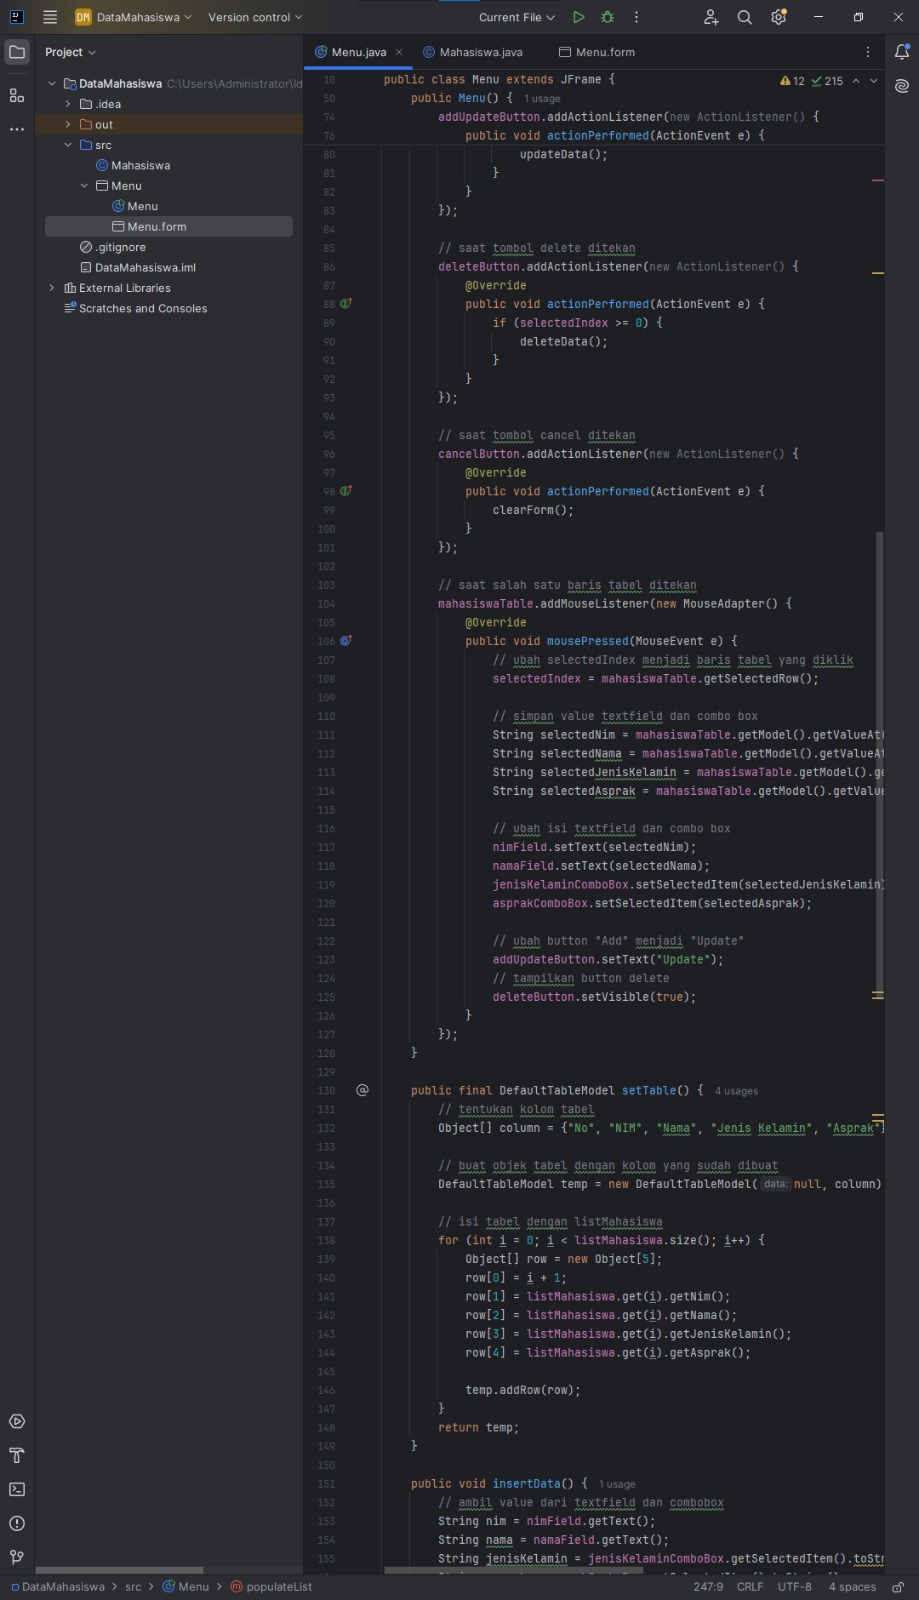 DM DataMahasiswa Version control Current File
Project
DataMahasiswa C:\Users\Administrator\Id
.idea
out
src
Mahasiswa
Menu
Menu
Menu.form
.gitignore
DataMahasiswa.iml
External Libraries
Scratches and Consoles
Menu.java Mahasiswa.java Menu.form
10 public class Menu extends JFrame { 12 215
50 public Menu() { 1 usage
74 addUpdateButton.addActionListener(new ActionListener() {
76 public void actionPerformed(ActionEvent e) {
80 updateData();
81 }
82 }
83 });
84
85 // saat tombol delete ditekan
86 deleteButton.addActionListener(new ActionListener() {
87 @Override
88 public void actionPerformed(ActionEvent e) {
89 if (selectedIndex >= 0) {
90 deleteData();
91 }
92 }
93 });
94
95 // saat tombol cancel ditekan
96 cancelButton.addActionListener(new ActionListener() {
97 @Override
98 public void actionPerformed(ActionEvent e) {
99 clearForm();
100 }
101 });
102
103 // saat salah satu baris tabel ditekan
104 mahasiswaTable.addMouseListener(new MouseAdapter() {
105 @Override
106 public void mousePressed(MouseEvent e) {
107 // ubah selectedIndex menjadi baris tabel yang diklik
108 selectedIndex = mahasiswaTable.getSelectedRow();
109
110 // simpan value textfield dan combo box
111 String selectedNim = mahasiswaTable.getModel().getValueAt(
112 String selectedNama = mahasiswaTable.getModel().getValueAt
113 String selectedJenisKelamin = mahasiswaTable.getModel().ge
114 String selectedAsprak = mahasiswaTable.getModel().getValue
115
116 // ubah isi textfield dan combo box
117 nimField.setText(selectedNim);
118 namaField.setText(selectedNama);
119 jenisKelaminComboBox.setSelectedItem(selectedJenisKelamin)
120 asprakComboBox.setSelectedItem(selectedAsprak);
121
122 // ubah button "Add" menjadi "Update"
123 addUpdateButton.setText("Update");
124 // tampilkan button delete
125 deleteButton.setVisible(true);
126 }
127 });
128 }
129
130 public final DefaultTableModel setTable() { 4 usages
131 // tentukan kolom tabel
132 Object[] column = {"No", "NIM", "Nama", "Jenis Kelamin", "Asprak"}
133
134 // buat objek tabel dengan kolom yang sudah dibuat
135 DefaultTableModel temp = new DefaultTableModel( data: null, column)
136
137 // isi tabel dengan listMahasiswa
138 for (int i = 0; i < listMahasiswa.size(); i++) {
139 Object[] row = new Object[5];
140 row[0] = i + 1;
141 row[1] = listMahasiswa.get(i).getNim();
142 row[2] = listMahasiswa.get(i).getNama();
143 row[3] = listMahasiswa.get(i).getJenisKelamin();
144 row[4] = listMahasiswa.get(i).getAsprak();
145
146 temp.addRow(row);
147 }
148 return temp;
149 }
150
151 public void insertData() { 1 usage
152 // ambil value dari textfield dan combobox
153 String nim = nimField.getText();
154 String nama = namaField.getText();
155 String jenisKelamin = jenisKelaminComboBox.getSelectedItem().toStr
DataMahasiswa > src > Menu > populateList 247:9 CRLF UTF-8 4 spaces